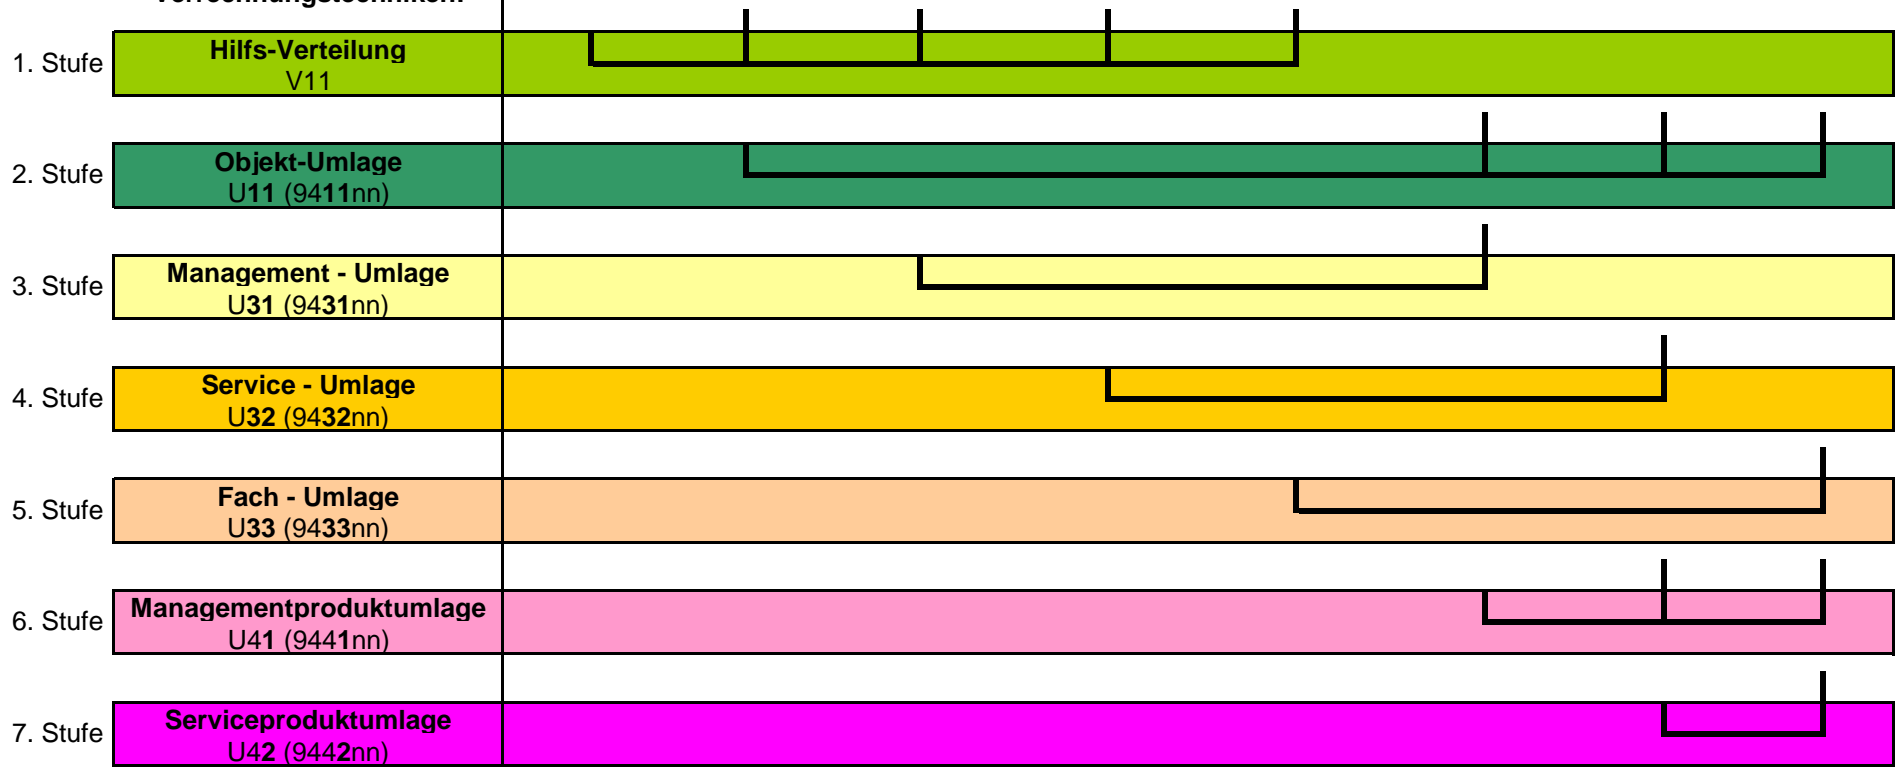 1. Stufe
Hilfs-Verteilung
V11
2. Stufe
Objekt-Umlage
U11 (9411nn)
3. Stufe
Management - Umlage
U31 (9431nn)
4. Stufe
Service - Umlage
U32 (9432nn)
5. Stufe
Fach - Umlage
U33 (9433nn)
6. Stufe
Managementproduktumlage
U41 (9441nn)
7. Stufe
Serviceproduktumlage
U42 (9442nn)